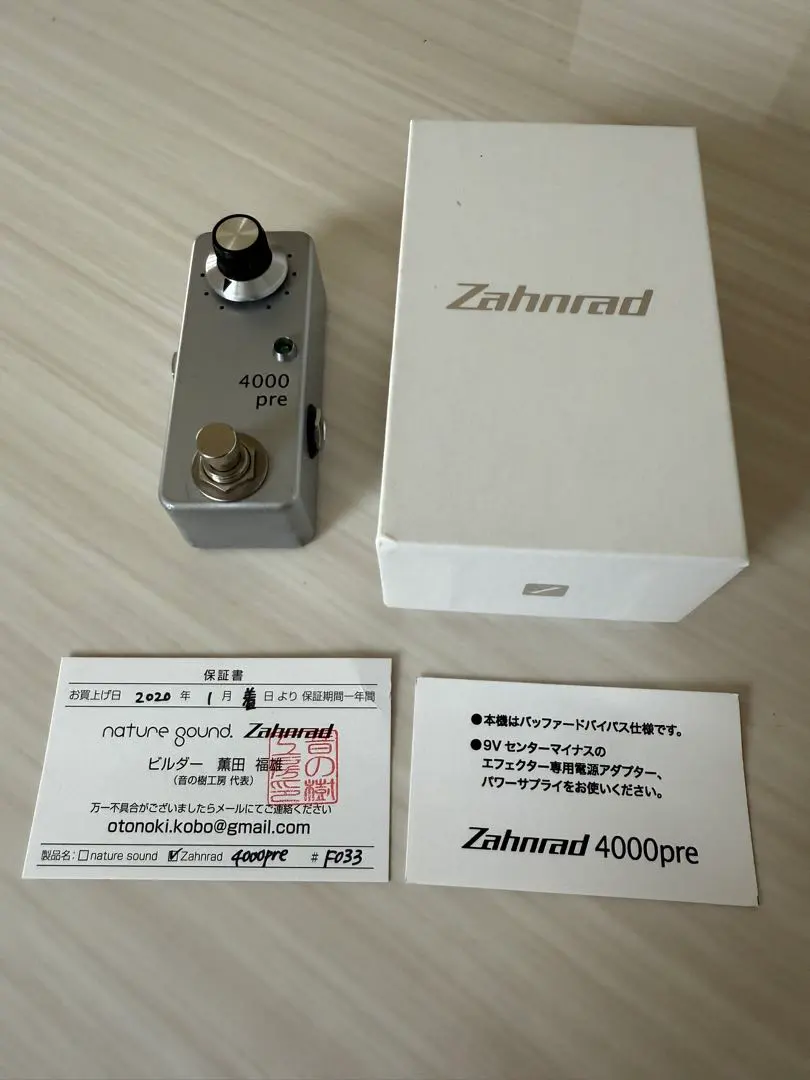 Zahnrad
4000
pre
保証書
お買上げ日 2020 年 1 月 着 日より 保証期間一年間
nature sound. Zahnrad
ビルダー 薫田 福雄
(音の樹工房 代表)
音の樹
工房印
万一不具合がございましたらメールにてご連絡ください
otonoki.kobo@gmail.com
製品名: □nature sound ☑Zahnrad 4000pre # F033
●本機はバッファードバイパス仕様です。
●9V センターマイナスの
エフェクター専用電源アダプター、
パワーサプライをお使いください。
Zahnrad 4000pre